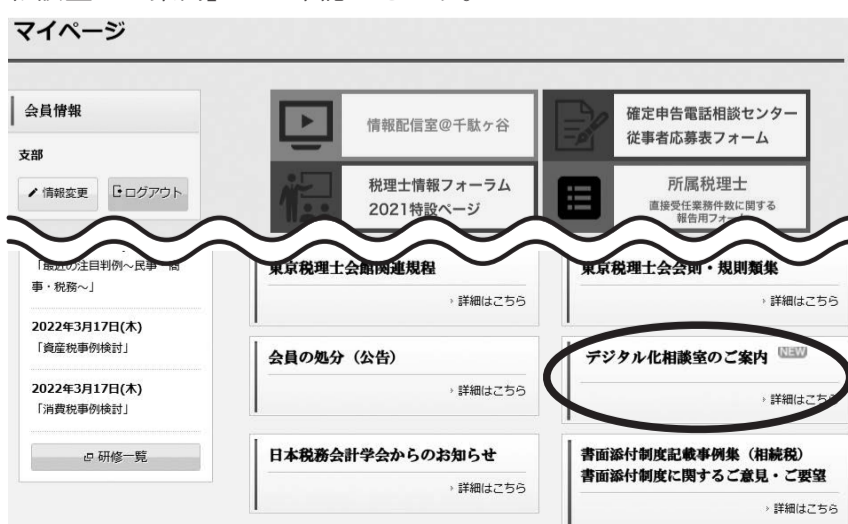 マイページ
会員情報
支部
情報変更
ログアウト
情報配信室@千駄ヶ谷
確定申告電話相談センター
従事者応募表フォーム
税理士情報フォーラム
2021特設ページ
所属税理士
直接受任業務件数に関する
報告用フォーム
「最近の注目判例~民事・商
事・税務~」
2022年3月17日(木)
「資産税事例検討」
2022年3月17日(木)
「消費税事例検討」
研修一覧
東京税理士会館関連規程
詳細はこちら
東京税理士会会則・規則類集
詳細はこちら
会員の処分(公告)
詳細はこちら
デジタル化相談室のご案内 NEW
詳細はこちら
日本税務会計学会からのお知らせ
詳細はこちら
書面添付制度記載事例集(相続税)
書面添付制度に関するご意見・ご要望
詳細はこちら